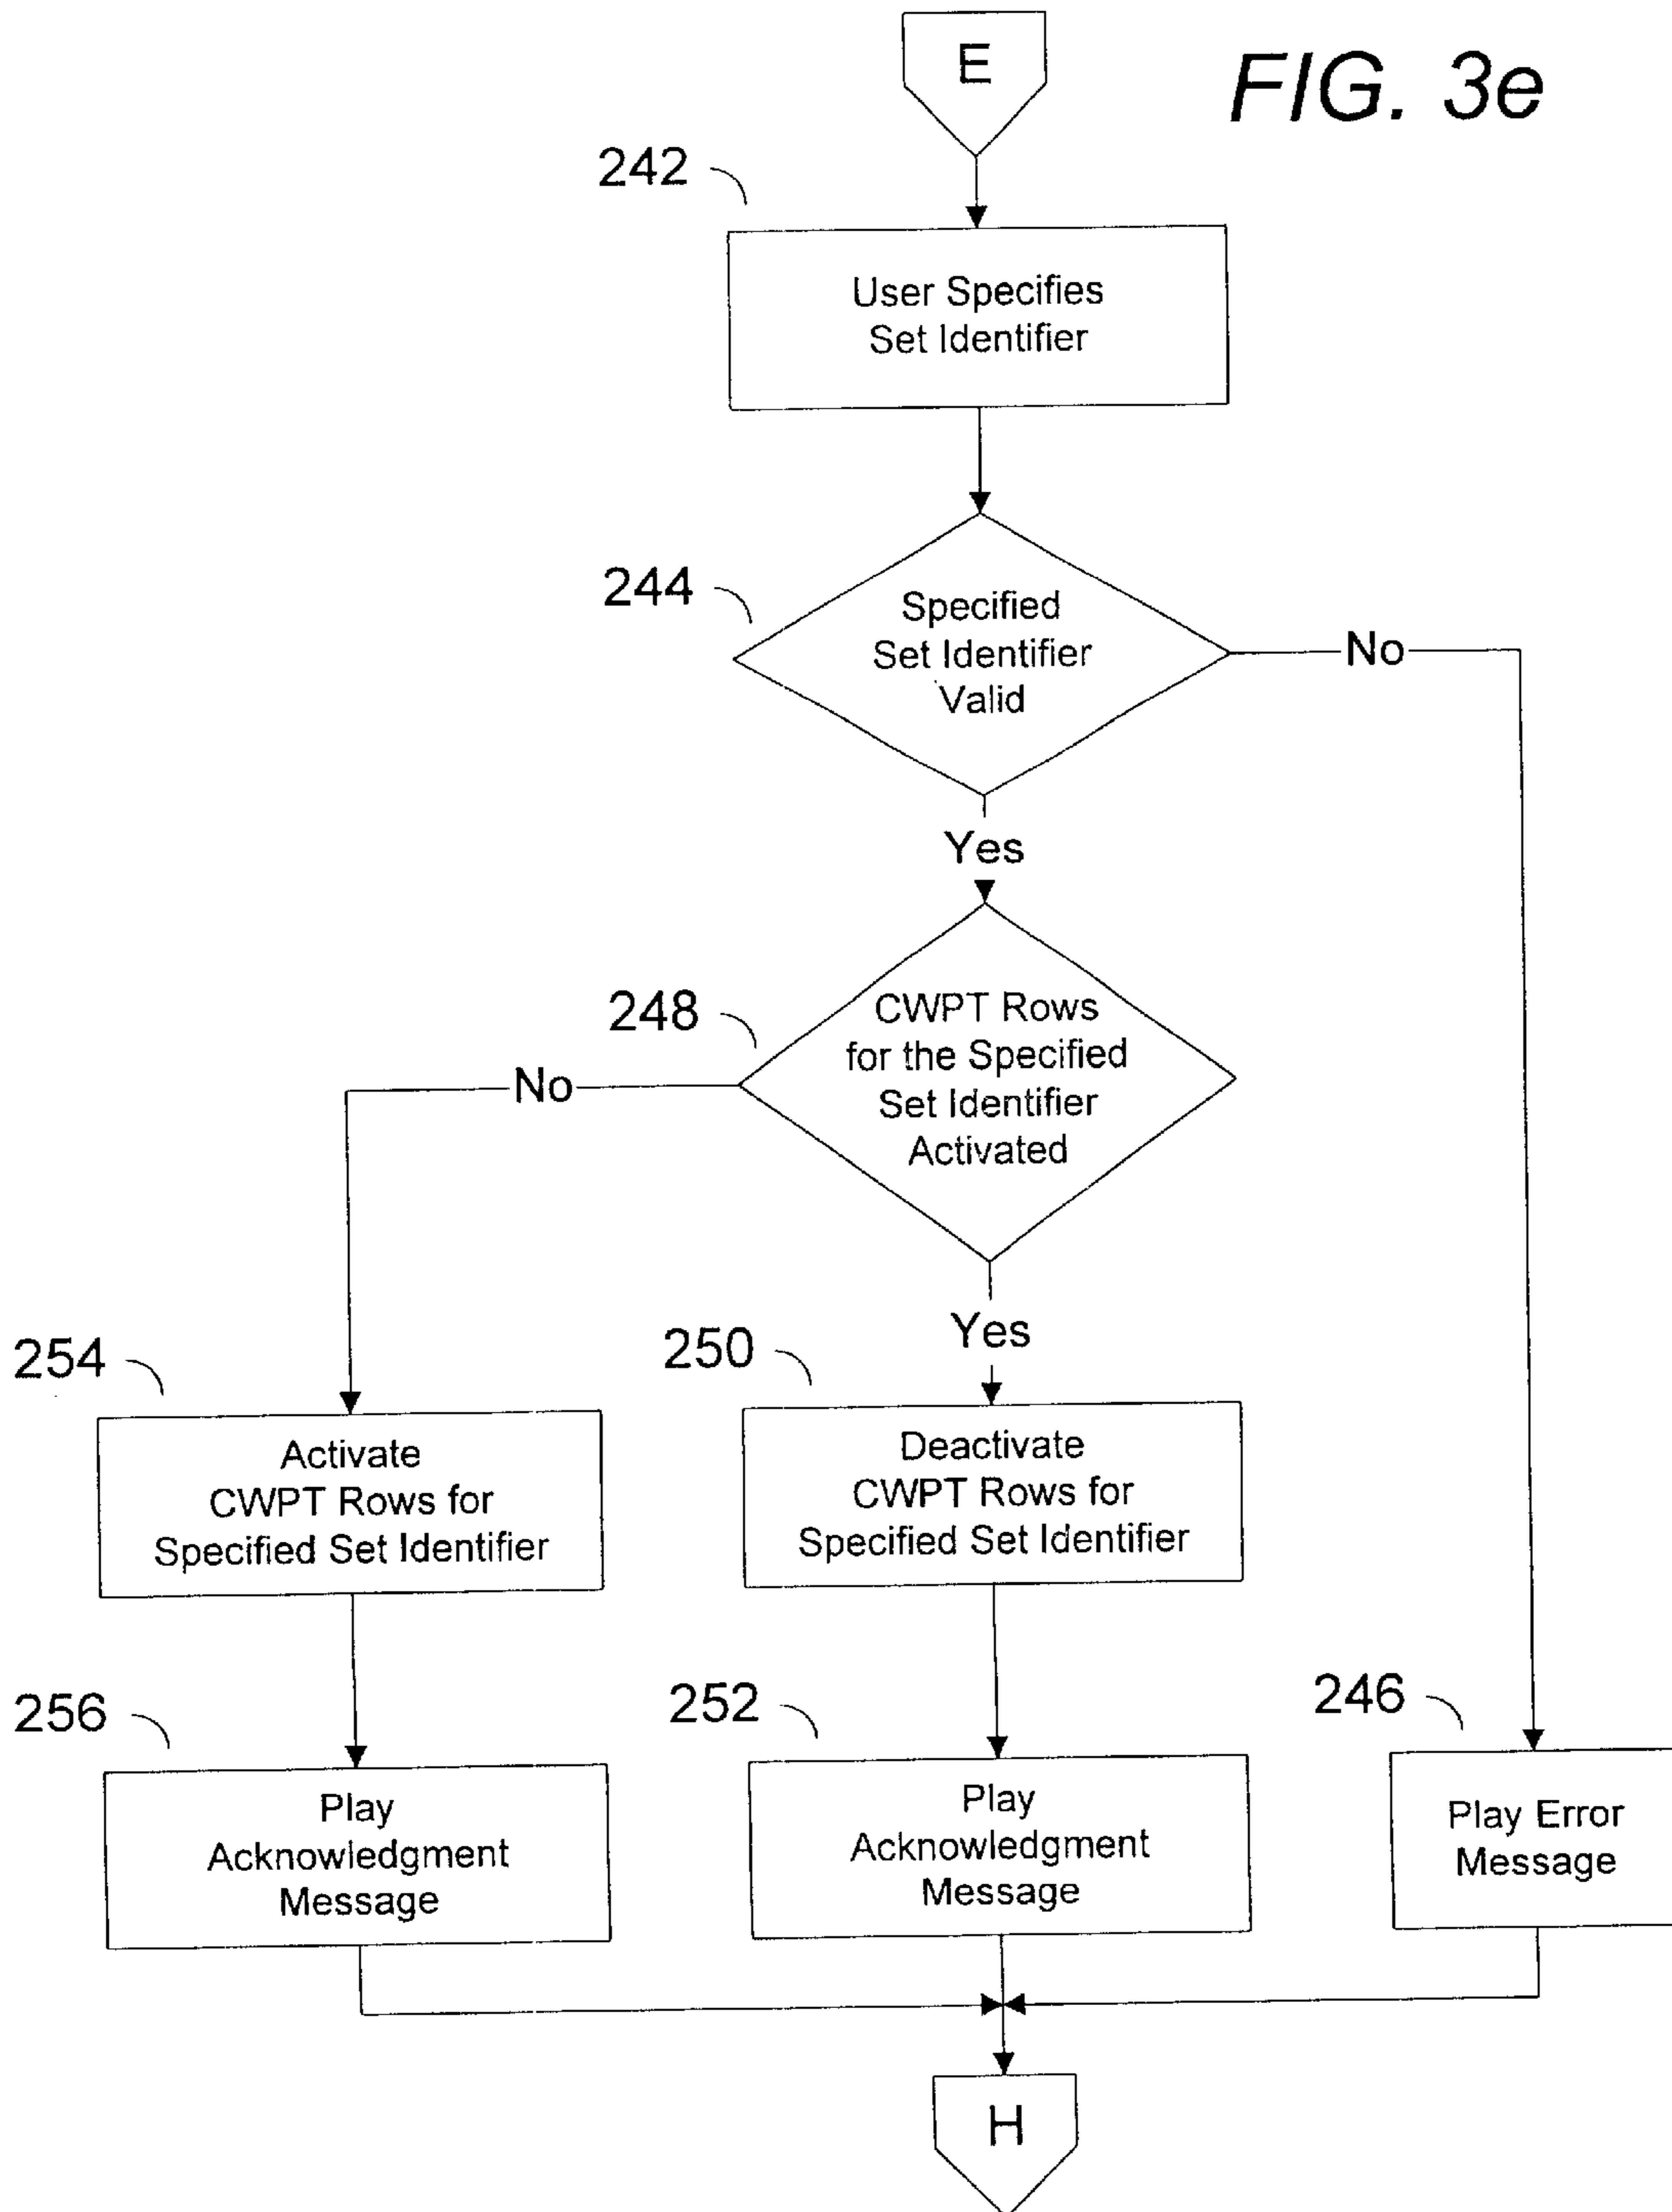 E
FIG. 3e
242
User Specifies
Set Identifier
244
Specified
Set Identifier
Valid
No
Yes
248
CWPT Rows
for the Specified
Set Identifier
Activated
No
Yes
254
Activate
CWPT Rows for
Specified Set Identifier
250
Deactivate
CWPT Rows for
Specified Set Identifier
256
Play
Acknowledgment
Message
252
Play
Acknowledgment
Message
246
Play Error
Message
H